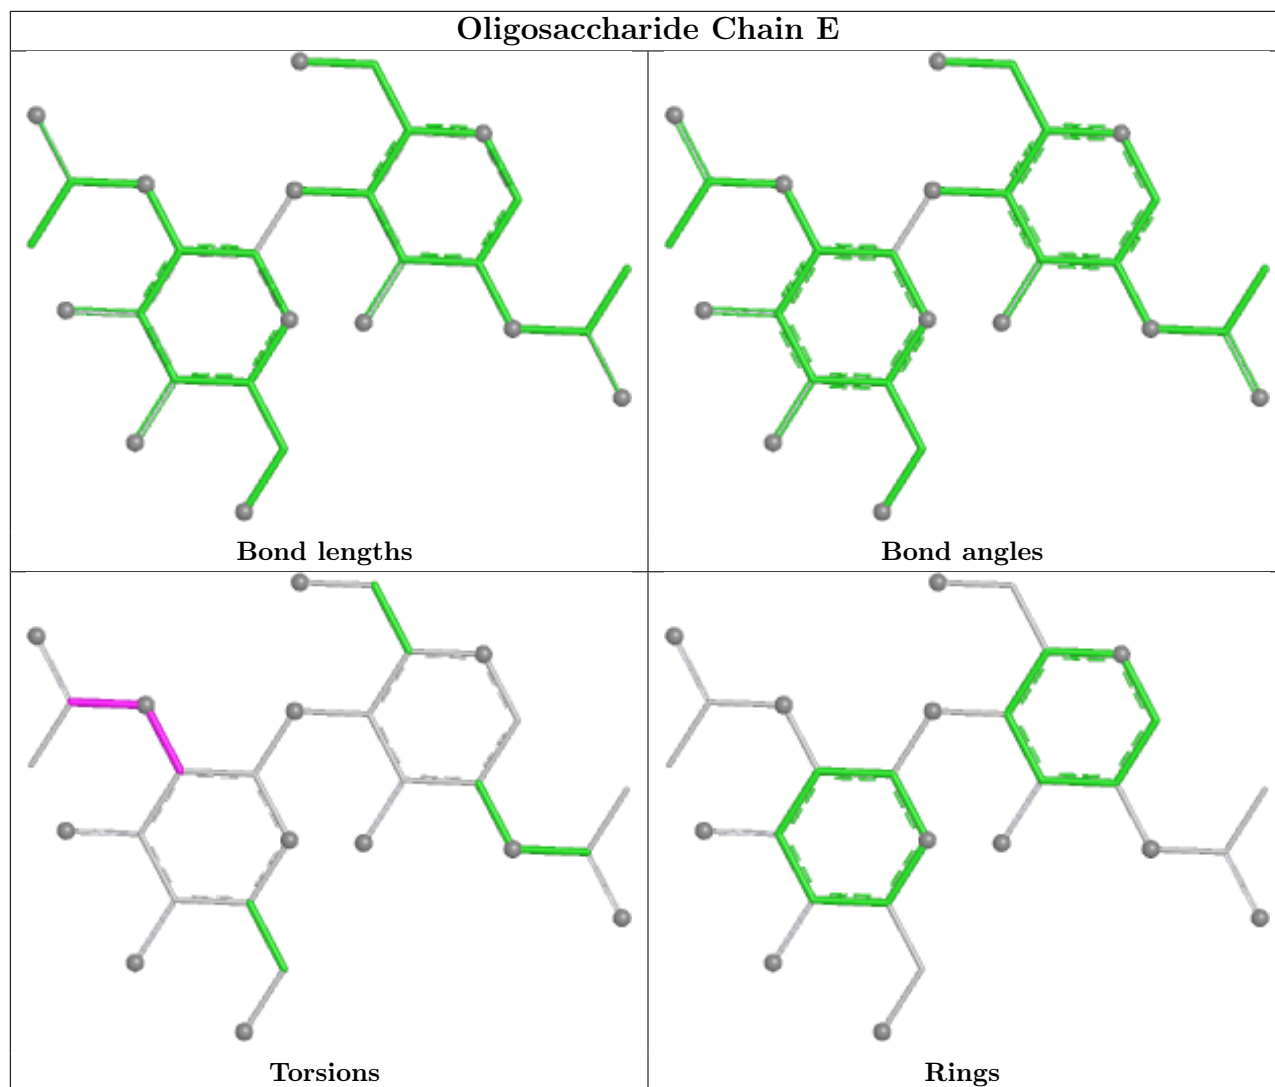 Oligosaccharide Chain E
Bond lengths
Bond angles
Torsions
Rings